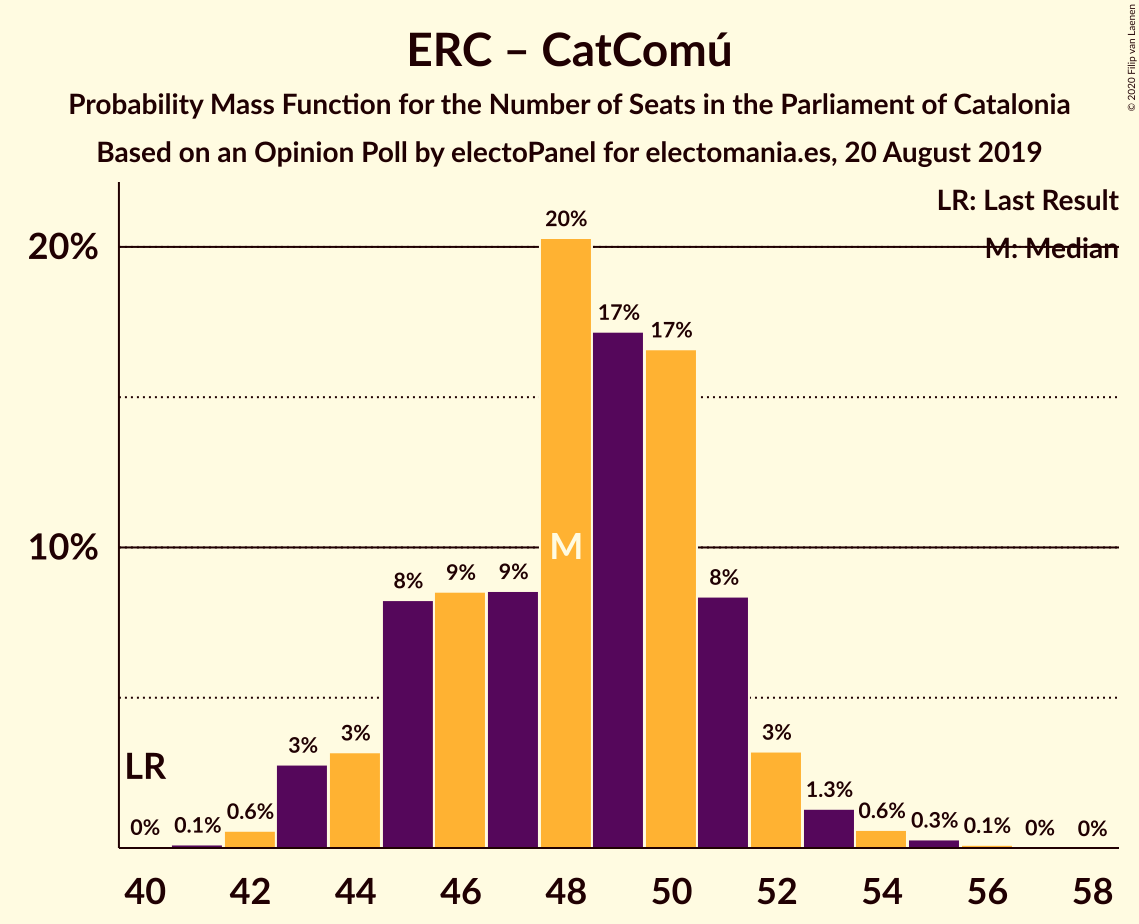 ERC – CatComú
Probability Mass Function for the Number of Seats in the Parliament of Catalonia
Based on an Opinion Poll by electoPanel for electomania.es, 20 August 2019
© 2020 Filip van Laenen
LR: Last Result
M: Median
20%
10%
LR
M
0%
0.1%
0.6%
3%
3%
8%
9%
9%
20%
17%
17%
8%
3%
1.3%
0.6%
0.3%
0.1%
0%
0%
40 42 44 46 48 50 52 54 56 58